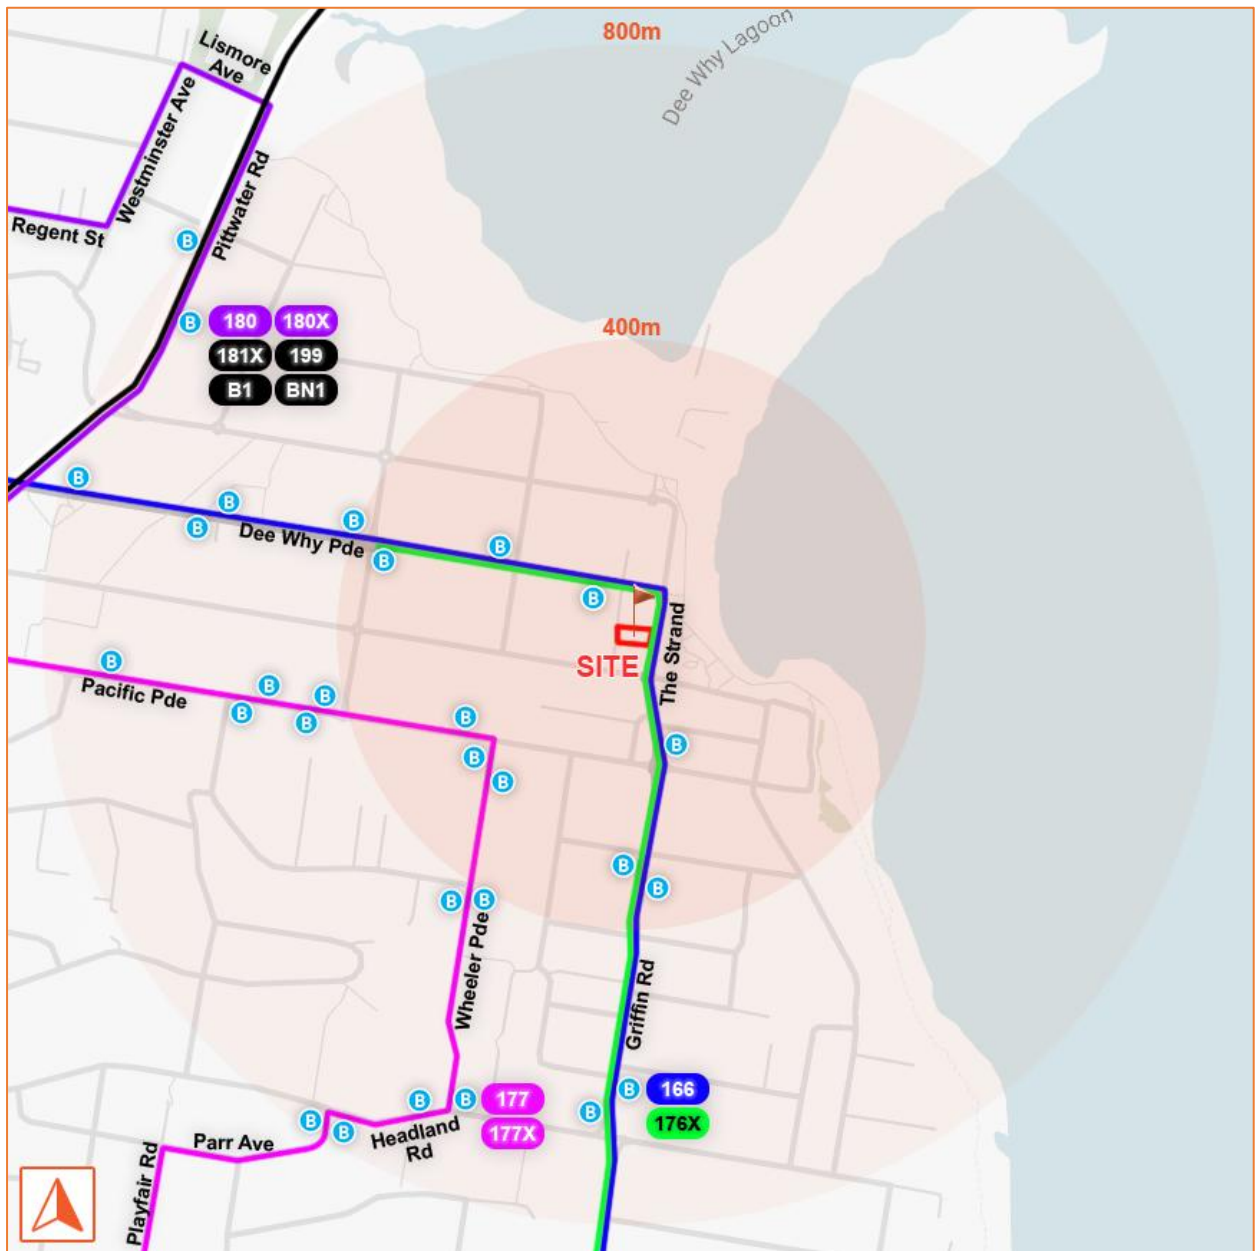 800m
Dee Why Lagoon
Lismore
Ave
Westminster Ave
Pittwater Rd
Regent St
B
B
180
180X
181X
199
B1
BN1
400m
B
B
B
B
B
Dee Why Pde
B
B
SITE
The Strand
B
Pacific Pde
B
B
B
B
B
B
B
B
B
B
B
B
Wheeler Pde
Griffin Rd
B
166
176X
B
B
B
177
177X
B
B
Headland
Rd
Parr Ave
Playfair Rd